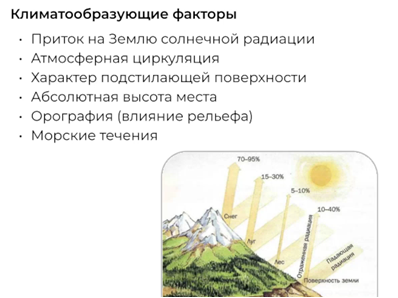 Климатообразующие факторы
• Приток на Землю солнечной радиации
• Атмосферная циркуляция
• Характер подстилающей поверхности
• Абсолютная высота места
• Орография (влияние рельефа)
• Морские течения
70–95%
15–30%
5–10%
10–40%
Снег
Луг
Лес
Отраженная радиация
Падающая
радиация
Поверхность земли